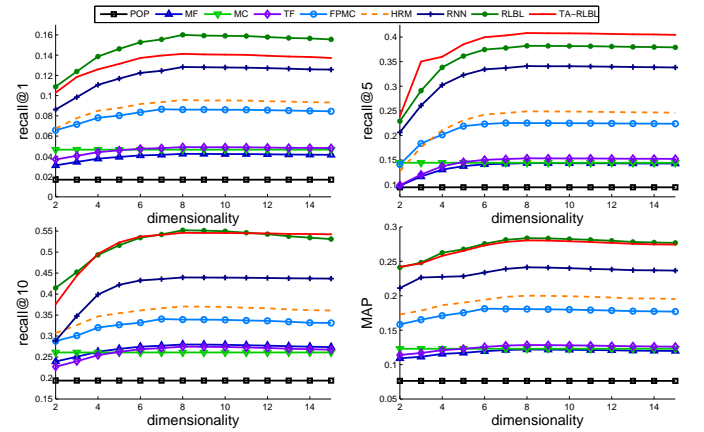 POP MF MC TF FPMC HRM RNN RLBL TA−RLBL
0.16
0.14
0.12
0.1
0.08
0.06
0.04
0.02
0
recall@1
2 4 6 8 10 12 14
dimensionality
0.4
0.35
0.3
0.25
0.2
0.15
0.1
recall@5
2 4 6 8 10 12 14
dimensionality
0.55
0.5
0.45
0.4
0.35
0.3
0.25
0.2
0.15
recall@10
2 4 6 8 10 12 14
dimensionality
0.3
0.25
0.2
0.15
0.1
0.05
MAP
2 4 6 8 10 12 14
dimensionality